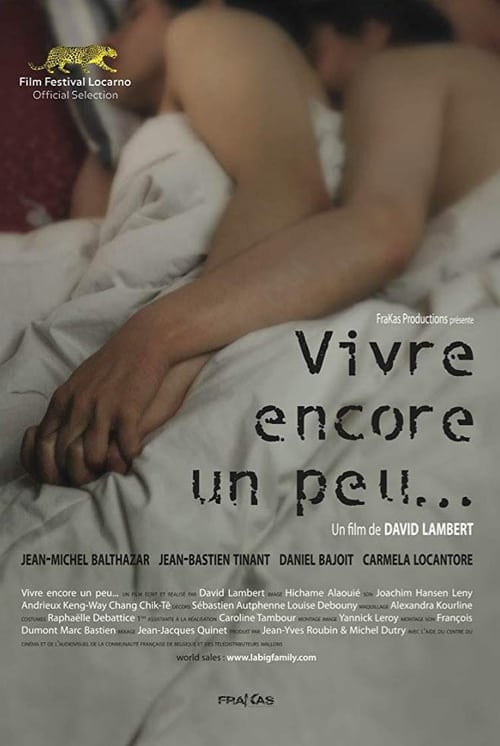 Film Festival Locarno
Official Selection
FraKas Productions présente
Vivre
encore
un peu...
Un film de DAVID LAMBERT
JEAN-MICHEL BALTHAZAR JEAN-BASTIEN TINANT DANIEL BAJOIT CARMELA LOCANTORE
Vivre encore un peu... UN FILM ÉCRIT ET RÉALISÉ PAR David Lambert IMAGE Hichame Alaouié SON Joachim Hansen Leny
Andrieux Keng-Way Chang Chik-Tè DÉCORS Sébastien Autphenne Louise Debouny MAQUILLAGE Alexandra Kourline
COSTUMES Raphaëlle Debattice 1ÈRE ASSISTANTE À LA RÉALISATION Caroline Tambour MONTAGE IMAGE Yannick Leroy MONTAGE SON François
Dumont Marc Bastien MIXAGE Jean-Jacques Quinet PRODUIT PAR Jean-Yves Roubin & Michel Dutry AVEC L'AIDE DU CENTRE DU
CINÉMA ET DE L'AUDIOVISUEL DE LA COMMUNAUTÉ FRANÇAISE DE BELGIQUE ET DES TÉLÉDISTRIBUTEURS WALLONS
world sales : www.labigfamily.com
FRAKAS